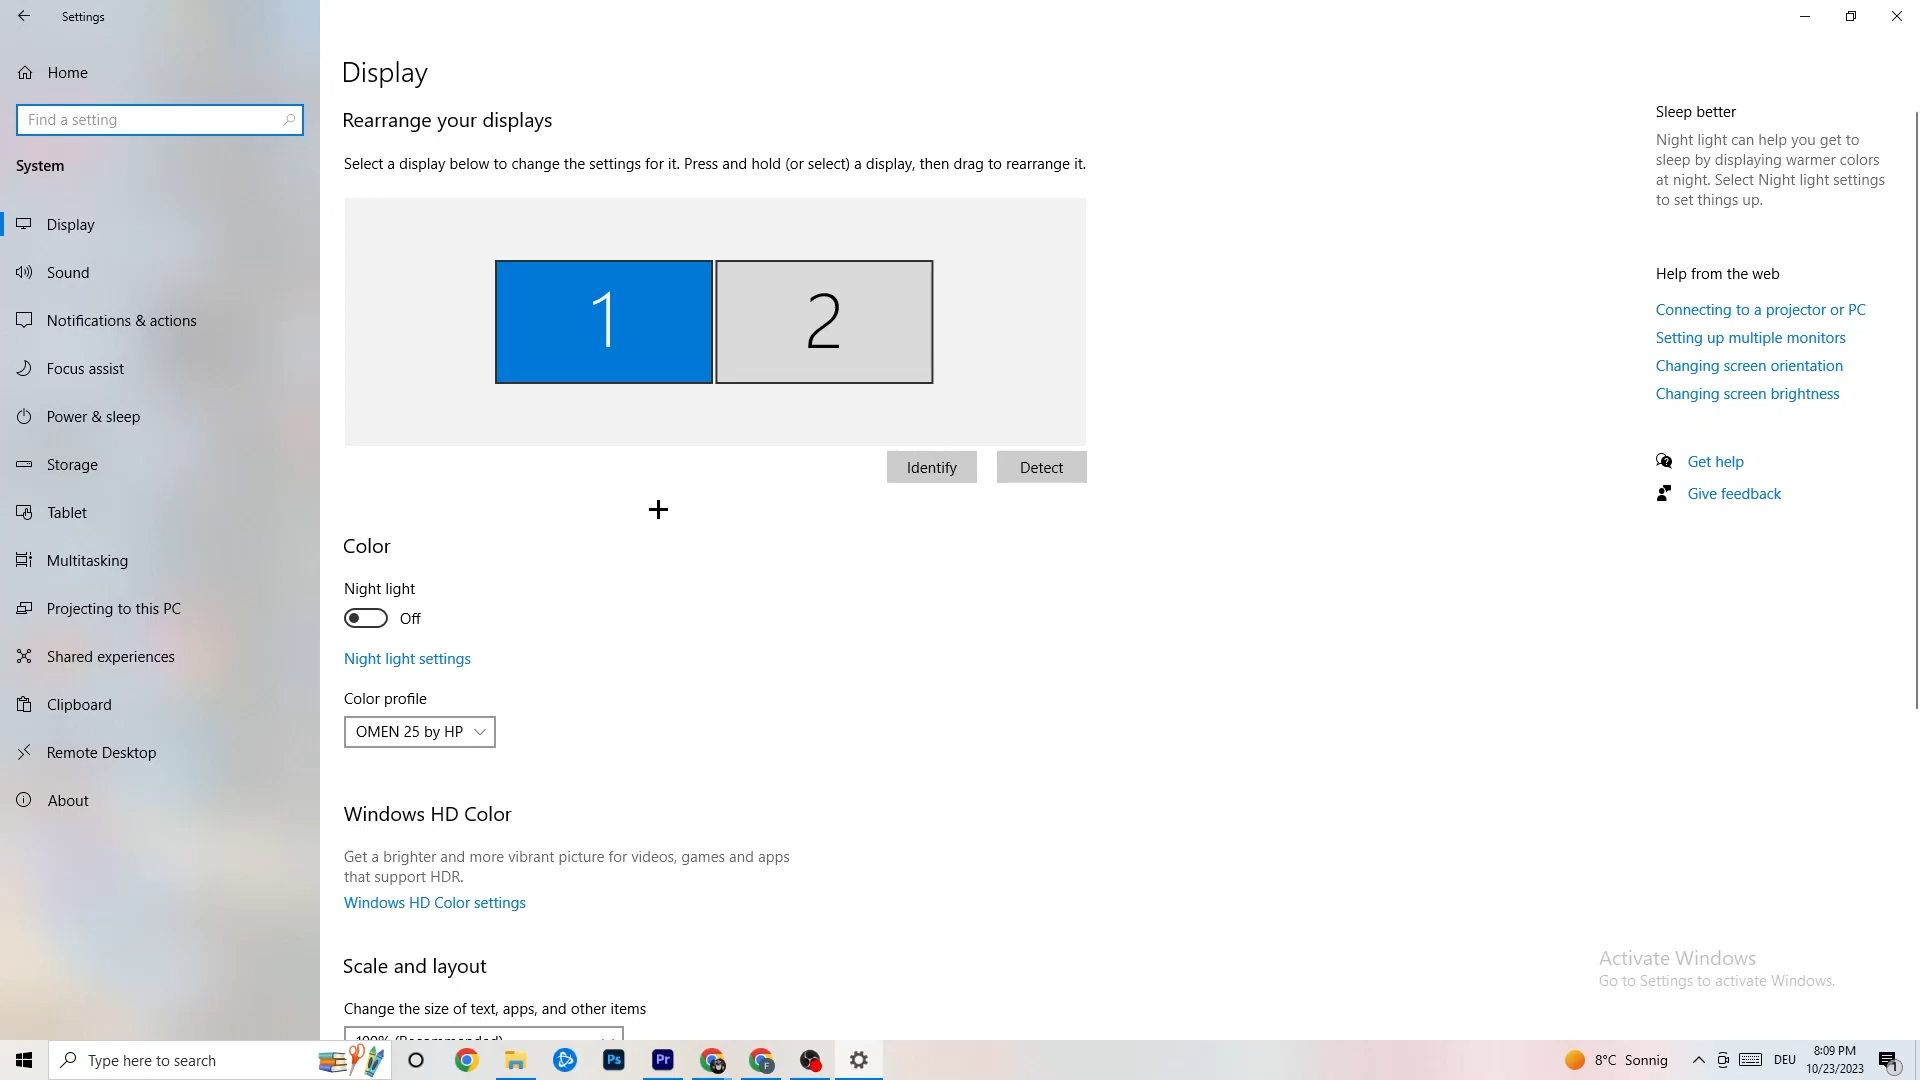 Settings
Home
Find a setting
System
Display
Sound
Notifications & actions
Focus assist
Power & sleep
Storage
Tablet
Multitasking
Projecting to this PC
Shared experiences
Clipboard
Remote Desktop
About
Display
Rearrange your displays
Select a display below to change the settings for it. Press and hold (or select) a display, then drag to rearrange it.
1
2
Identify
Detect
Color
Night light
Off
Night light settings
Color profile
OMEN 25 by HP
Windows HD Color
Get a brighter and more vibrant picture for videos, games and apps
that support HDR.
Windows HD Color settings
Scale and layout
Change the size of text, apps, and other items
100% (Recommended)
Sleep better
Night light can help you get to
sleep by displaying warmer colors
at night. Select Night light settings
to set things up.
Help from the web
Connecting to a projector or PC
Setting up multiple monitors
Changing screen orientation
Changing screen brightness
Get help
Give feedback
Activate Windows
Go to Settings to activate Windows.
Type here to search
Ps
Pr
F
8°C Sonnig
DEU
8:09 PM
10/23/2023
1